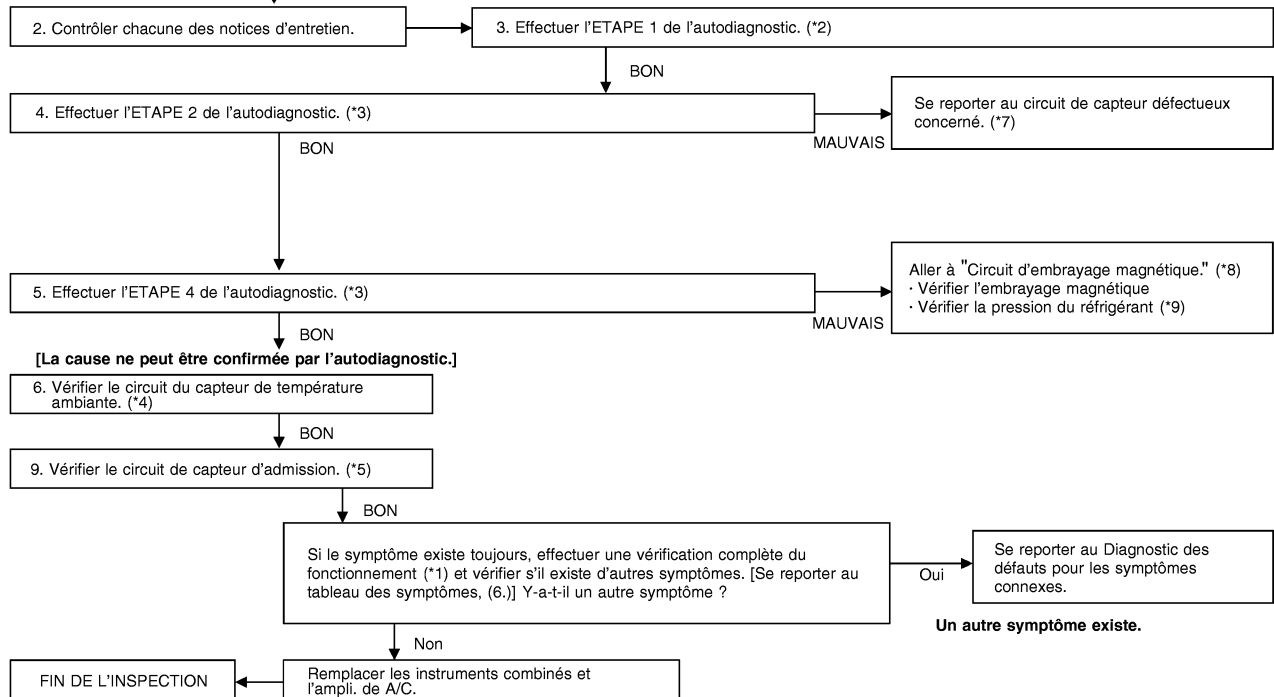 2. Contrôler chacune des notices d'entretien.
3. Effectuer l'ETAPE 1 de l'autodiagnostic. (*2)
BON
4. Effectuer l'ETAPE 2 de l'autodiagnostic. (*3)
Se reporter au circuit de capteur défectueux
concerné. (*7)
MAUVAIS
BON
5. Effectuer l'ETAPE 4 de l'autodiagnostic. (*3)
Aller à "Circuit d'embrayage magnétique." (*8)
· Vérifier l'embrayage magnétique
· Vérifier la pression du réfrigérant (*9)
MAUVAIS
BON
[La cause ne peut être confirmée par l'autodiagnostic.]
6. Vérifier le circuit du capteur de température
ambiante. (*4)
BON
9. Vérifier le circuit de capteur d'admission. (*5)
BON
Si le symptôme existe toujours, effectuer une vérification complète du
fonctionnement (*1) et vérifier s'il existe d'autres symptômes. [Se reporter au
tableau des symptômes, (6.)] Y-a-t-il un autre symptôme ?
Oui
Se reporter au Diagnostic des
défauts pour les symptômes
connexes.
Un autre symptôme existe.
Non
Remplacer les instruments combinés et
l'ampli. de A/C.
FIN DE L'INSPECTION